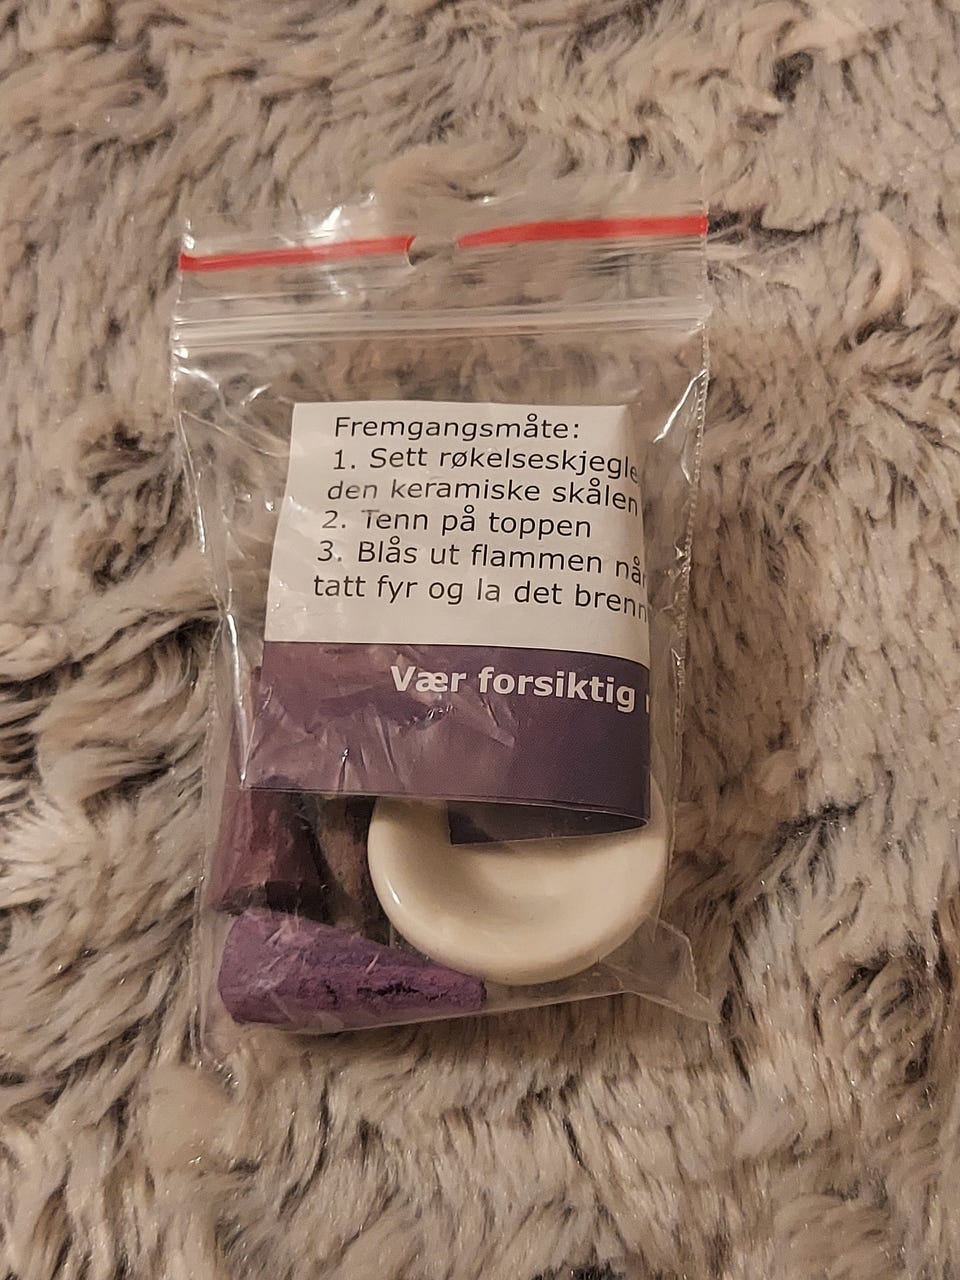 Fremgangsmåte:
1. Sett røkelseskjegle
den keramiske skålen
2. Tenn på toppen
3. Blås ut flammen når
tatt fyr og la det brenn
Vær forsiktig